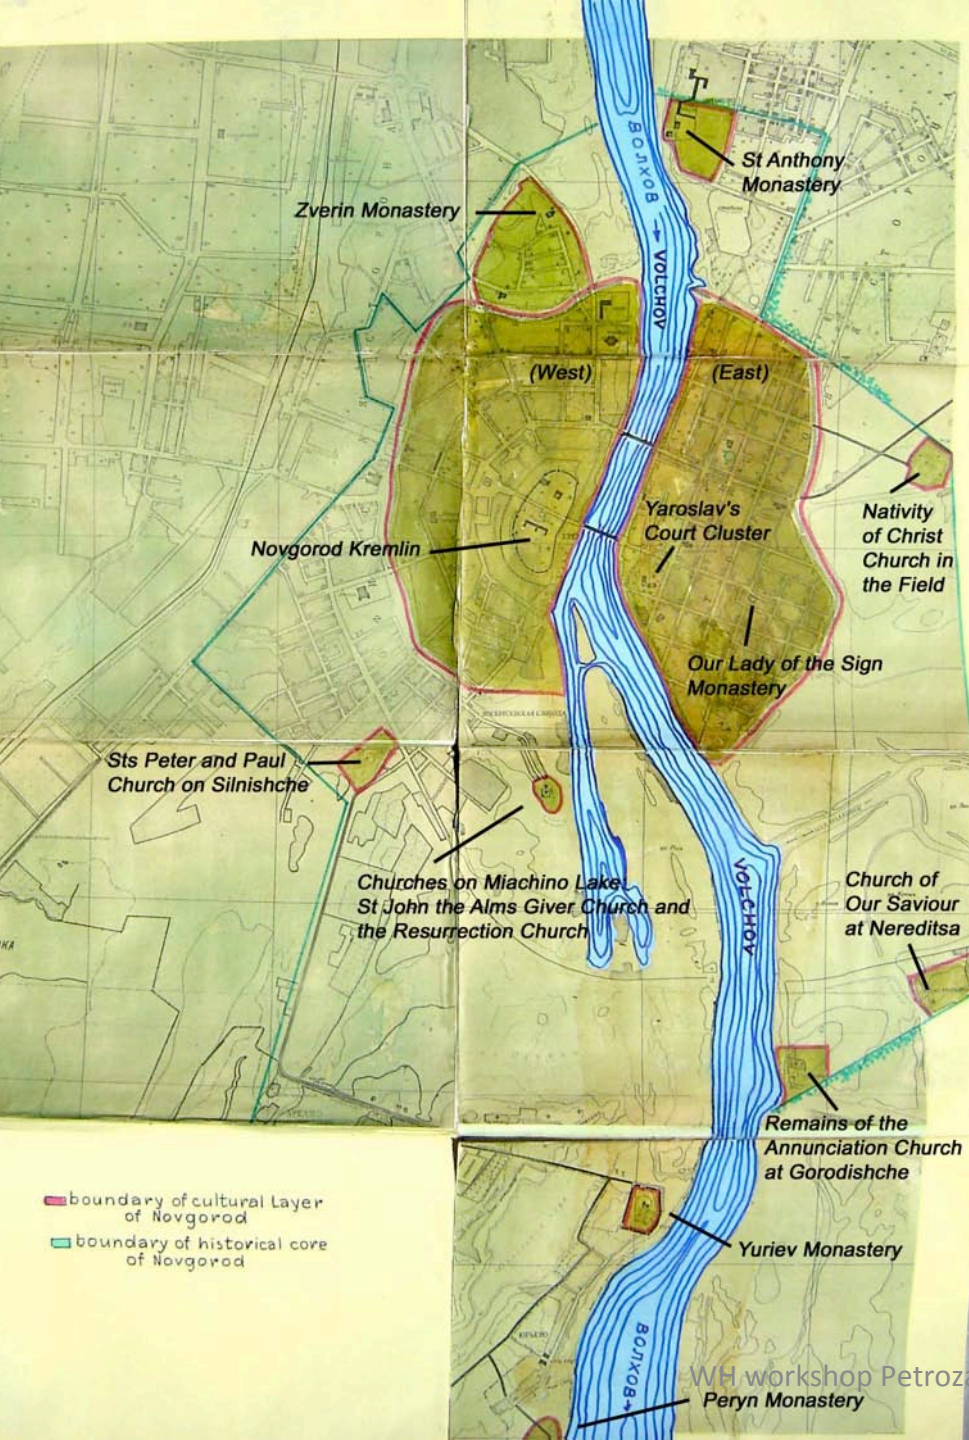 ВОЛХОВ
St Anthony
Monastery
Zverin Monastery
VOLCHOV
(West)
(East)
Yaroslav's
Court Cluster
Nativity
of Christ
Church in
the Field
Novgorod Kremlin
Our Lady of the Sign
Monastery
Sts Peter and Paul
Church on Silnishche
Churches on Miachino Lake:
St John the Alms Giver Church and
the Resurrection Church
VOLCHOV
Church of
Our Saviour
at Nereditsa
Remains of the
Annunciation Church
at Gorodishche
boundary of cultural Layer
of Novgorod
boundary of historical core
of Novgorod
Yuriev Monastery
ВОЛХОВ
WH workshop Petroza
Peryn Monastery